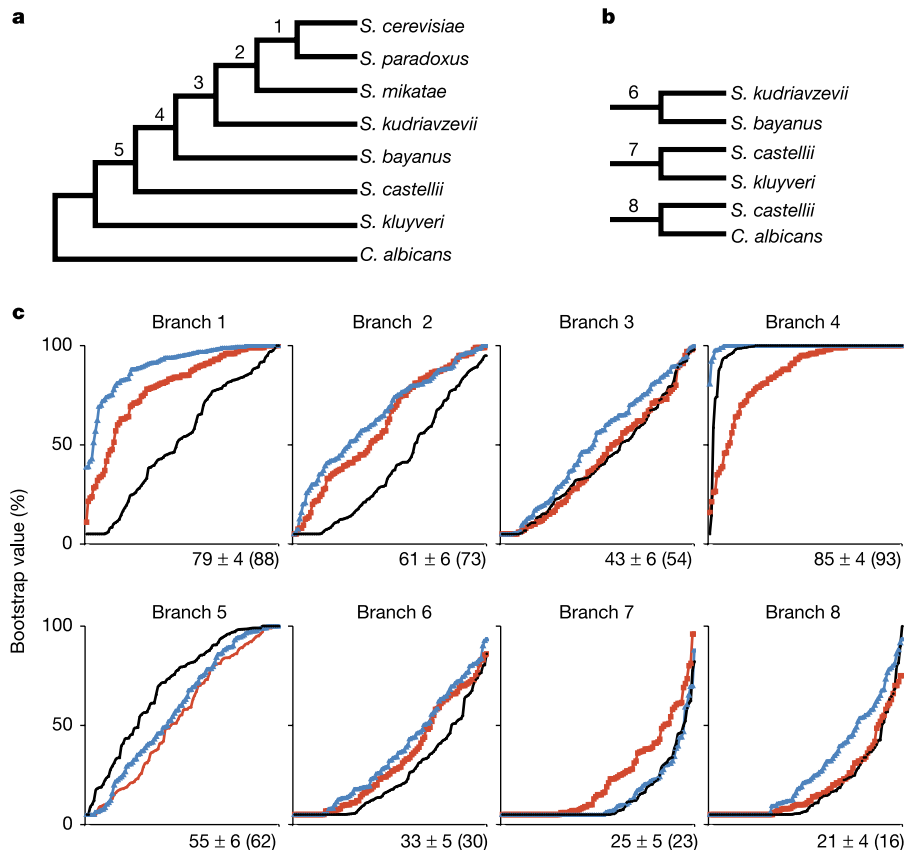 a
1
S. cerevisiae
S. paradoxus
2
S. mikatae
3
S. kudriavzevii
4
S. bayanus
5
S. castellii
S. kluyveri
C. albicans
b
6
S. kudriavzevii
S. bayanus
7
S. castellii
S. kluyveri
8
S. castellii
C. albicans
c
Bootstrap value (%)
Branch 1
Branch 2
Branch 3
Branch 4
100
50
0
79 ± 4 (88)
61 ± 6 (73)
43 ± 6 (54)
85 ± 4 (93)
Branch 5
Branch 6
Branch 7
Branch 8
100
50
0
55 ± 6 (62)
33 ± 5 (30)
25 ± 5 (23)
21 ± 4 (16)